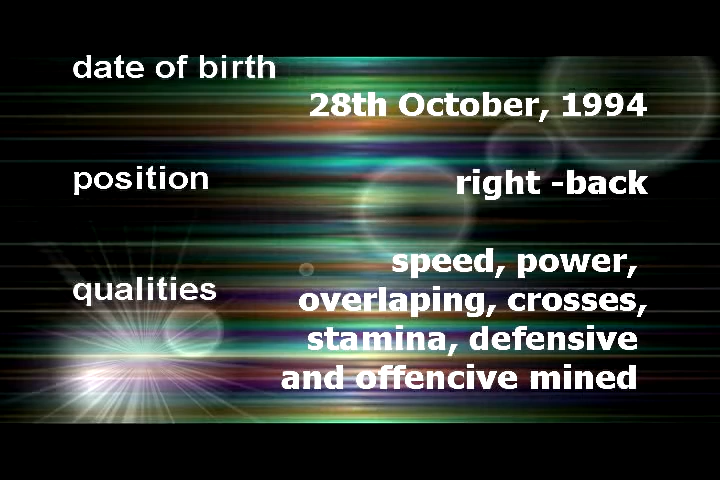 date of birth
28th October, 1994
position
right -back
qualities
speed, power,
overlaping, crosses,
stamina, defensive
and offencive mined